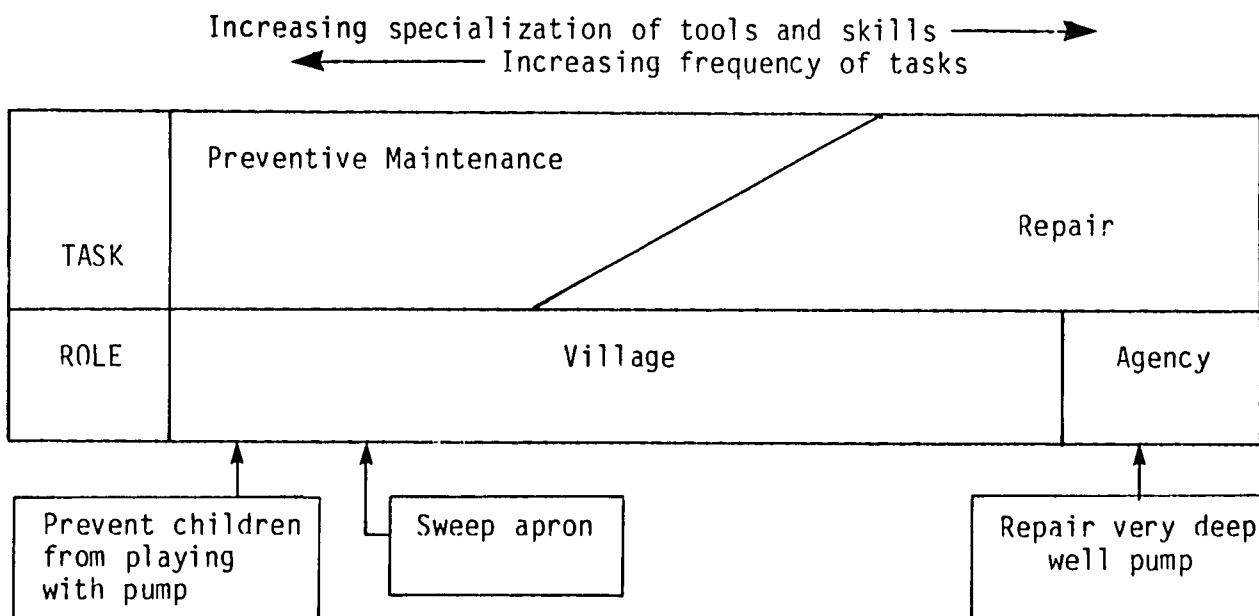 Increasing specialization of tools and skills
Increasing frequency of tasks
Preventive Maintenance
Repair
TASK
ROLE
Village
Agency
Prevent children
from playing
with pump
Sweep apron
Repair very deep
well pump